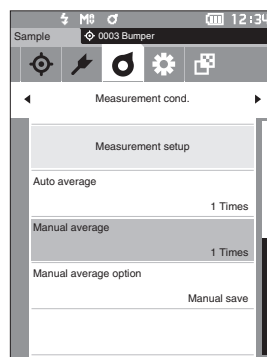 M 12:34
Sample 0003 Bumper
Measurement cond.
Measurement setup
Auto average
1 Times
Manual average
1 Times
Manual average option
Manual save